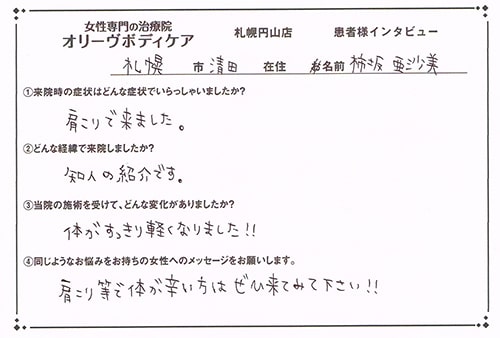 女性専門の治療院
オリーヴボディケア 札幌円山店 患者様インタビュー
札幌 市 清田 在住 お名前 柿坂 亜沙美
①来院時の症状はどんな症状でいらっしゃいましたか?
肩こりで来ました。
②どんな経緯で来院しましたか?
知人の紹介です。
③当院の施術を受けて、どんな変化がありましたか?
体がすっきり軽くなりました!!
④同じようなお悩みをお持ちの女性へのメッセージをお願いします。
肩こり等で体が辛い方はぜひ来てみて下さい!!